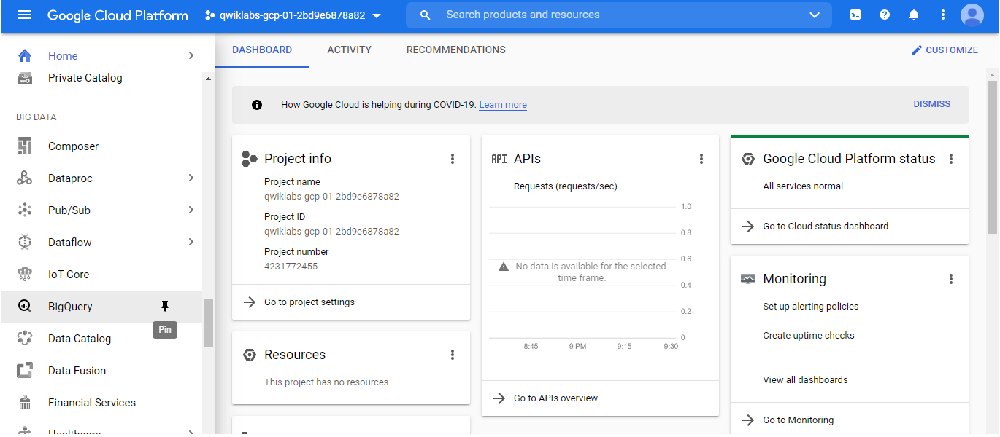 Google Cloud Platform
qwiklabs-gcp-01-2bd9e6878a82
Search products and resources
Home
Private Catalog
BIG DATA
Composer
Dataproc
Pub/Sub
Dataflow
IoT Core
BigQuery
Pin
Data Catalog
Data Fusion
Financial Services
Healthcare
DASHBOARD
ACTIVITY
RECOMMENDATIONS
CUSTOMIZE
How Google Cloud is helping during COVID-19. Learn more
DISMISS
Project info
Project name
qwiklabs-gcp-01-2bd9e6878a82
Project ID
qwiklabs-gcp-01-2bd9e6878a82
Project number
4231772455
Go to project settings
Resources
This project has no resources
API APIs
Requests (requests/sec)
1.0
0.8
0.6
No data is available for the selected
time frame.
0.4
0.2
0
8:45 9 PM 9:15 9:30
Go to APIs overview
Google Cloud Platform status
All services normal
Go to Cloud status dashboard
Monitoring
Set up alerting policies
Create uptime checks
View all dashboards
Go to Monitoring